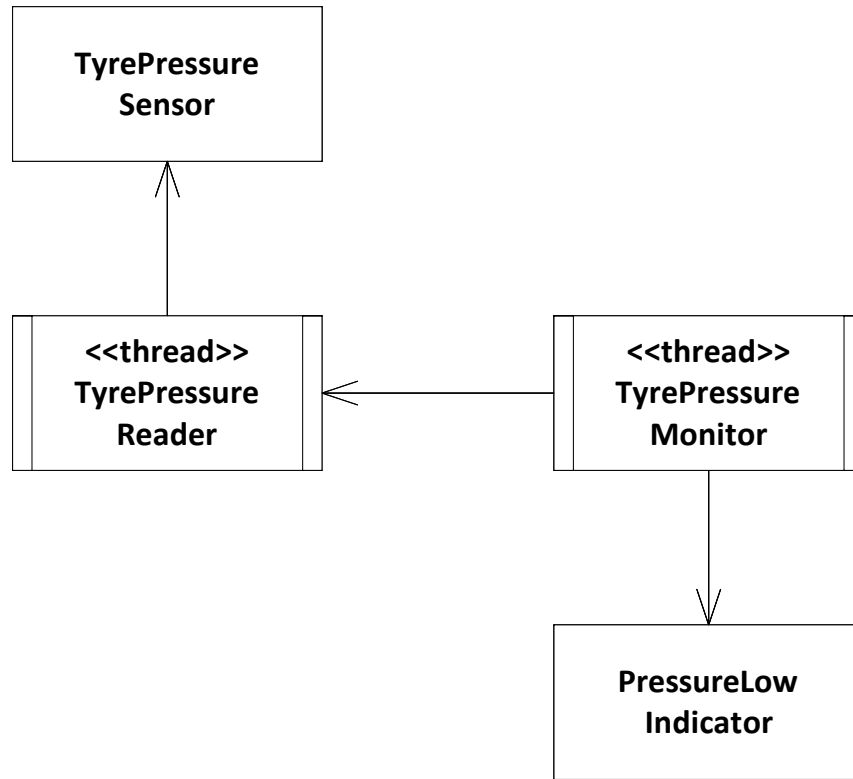 TyrePressure
Sensor
<<thread>>
TyrePressure
Reader
<<thread>>
TyrePressure
Monitor
PressureLow
Indicator